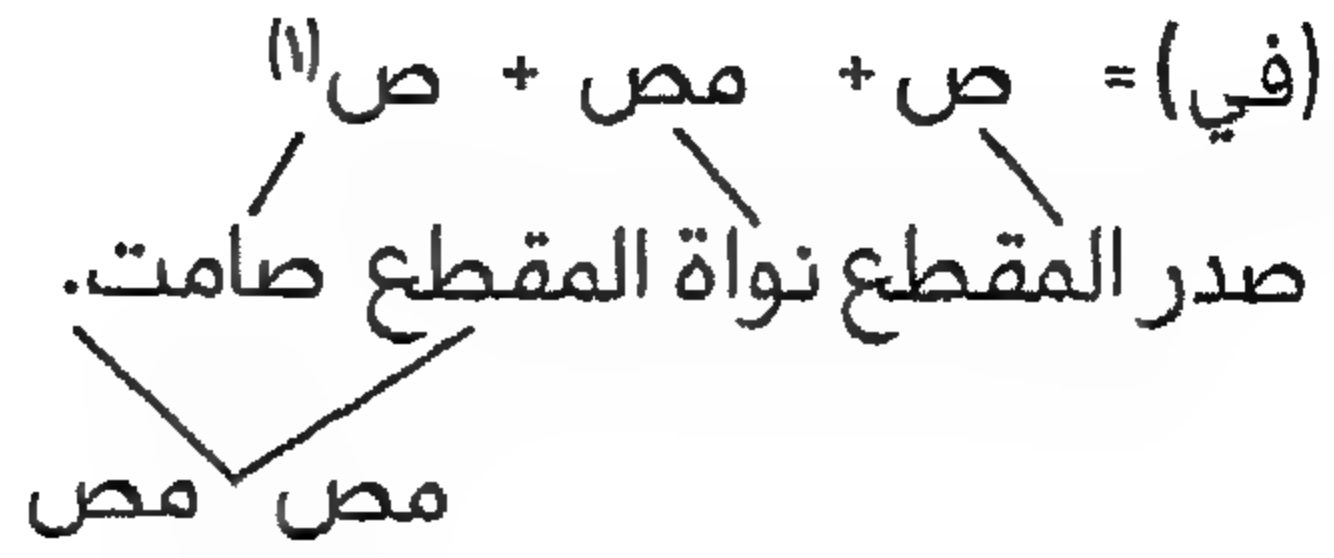 (في) = ص + مص + ص(١)
صدر المقطع نواة المقطع صامت.
مص مص